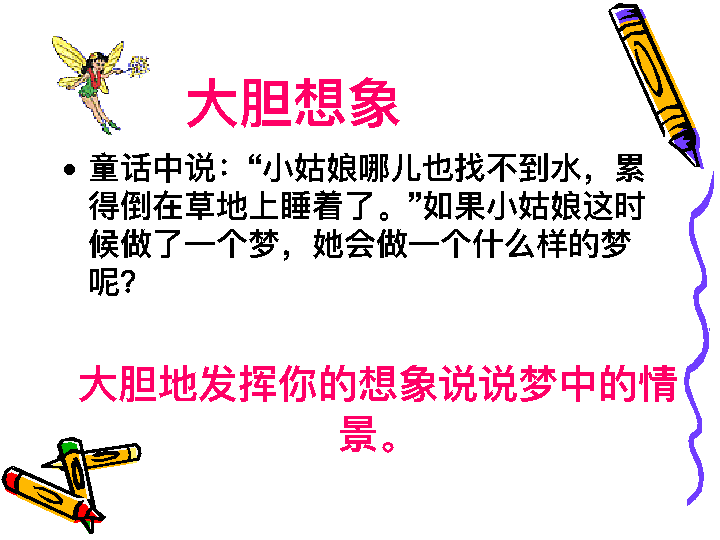 大胆想象
• 童话中说：“小姑娘哪儿也找不到水，累
得倒在草地上睡着了。”如果小姑娘这时
候做了一个梦，她会做一个什么样的梦
呢？
大胆地发挥你的想象说说梦中的情
景。